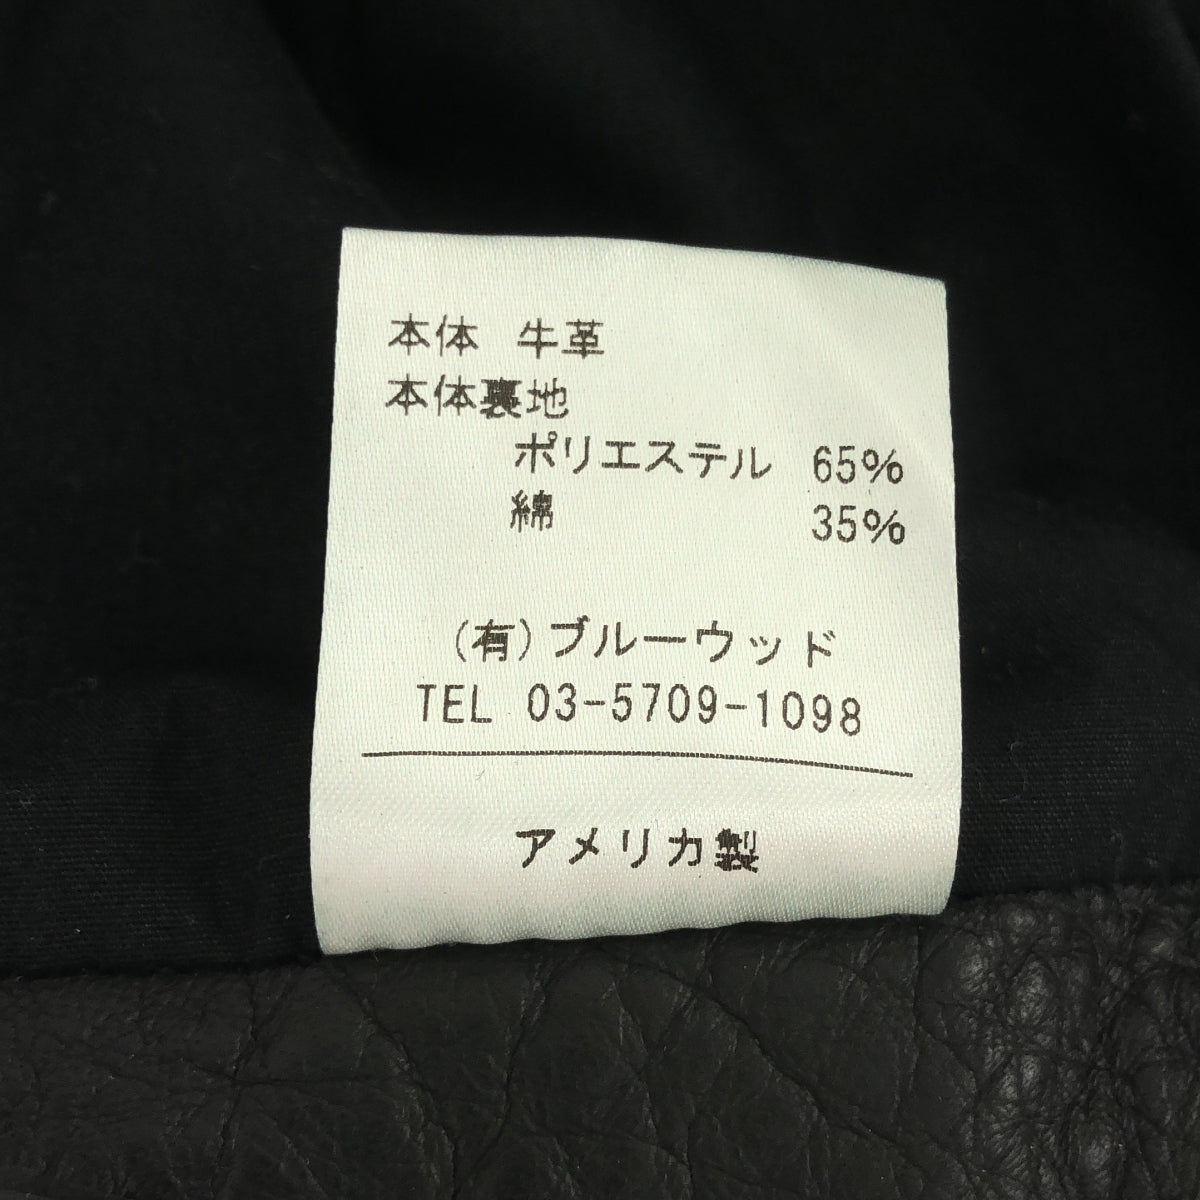 本体 牛革
本体裏地
ポリエステル 65%
綿 35%
(有)ブルーウッド
TEL 03-5709-1098
アメリカ製